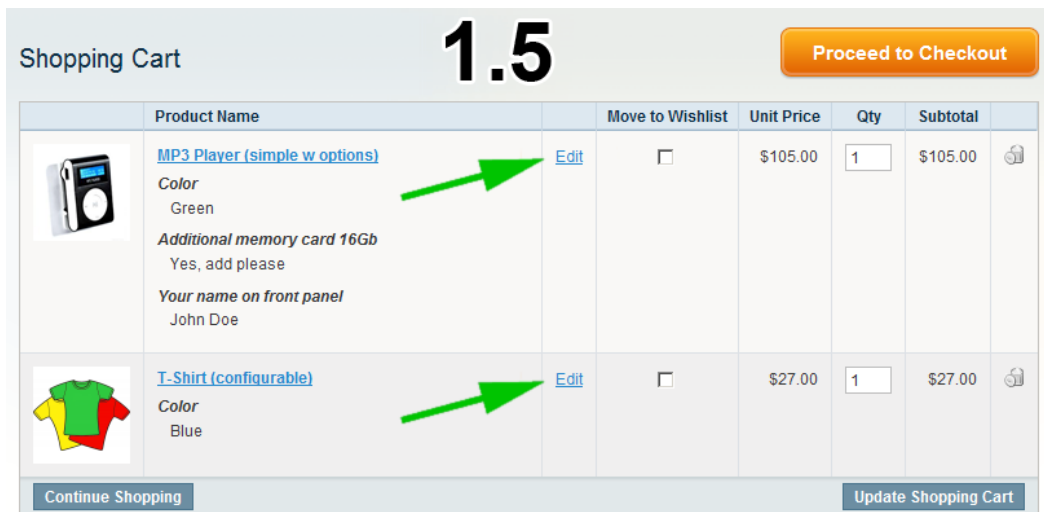 Shopping Cart
1.5
Proceed to Checkout
Product Name Move to Wishlist Unit Price Qty Subtotal
MP3 Player (simple w options) Edit $105.00 1 $105.00
Color
Green
Additional memory card 16Gb
Yes, add please
Your name on front panel
John Doe
T-Shirt (configurable) Edit $27.00 1 $27.00
Color
Blue
Continue Shopping Update Shopping Cart